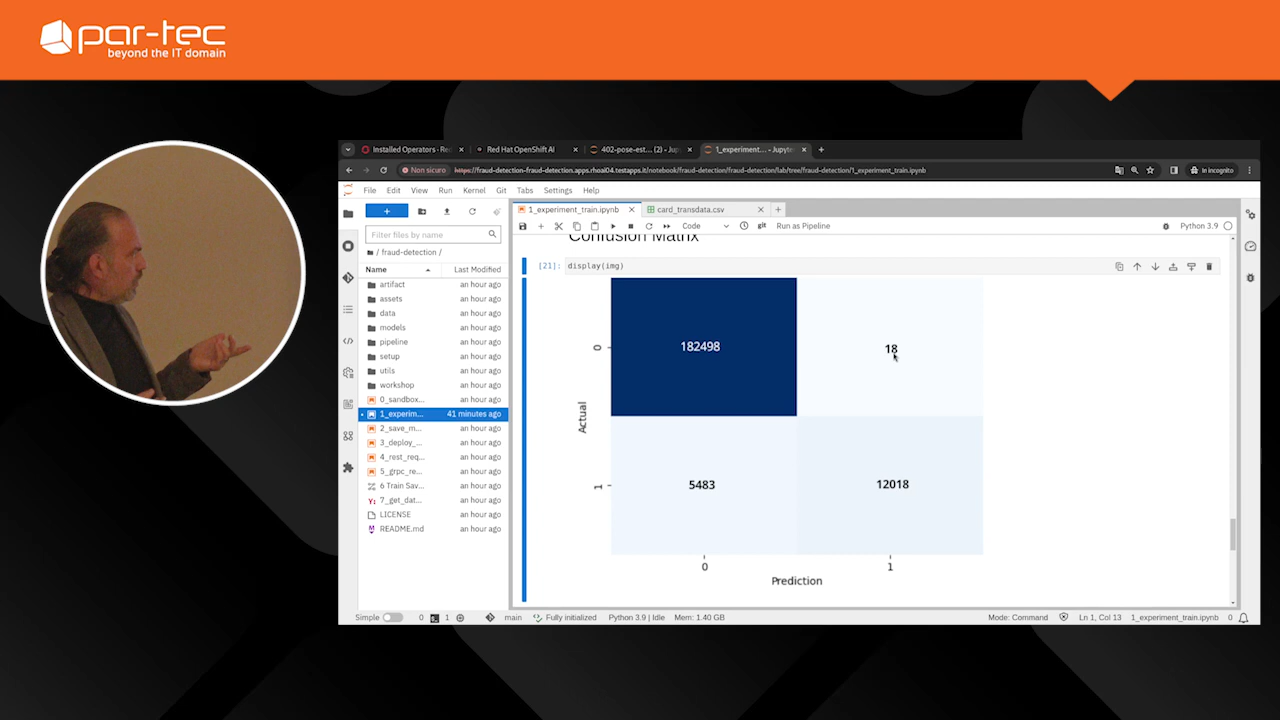 par-tec
beyond the IT domain
Installed Operators · Re
Red Hat OpenShift AI
402-pose-est... (2) - Ju
1_experiment... - Jupyte
Non sicuro
https://fraud-detection-fraud-detection.apps.rhoai04.testapps.it/notebook/fraud-detection/fraud-detection/lab/tree/fraud-detection/1_experiment_train.ipynb
In incognito
File Edit View Run Kernel Git Tabs Settings Help
1_experiment_train.ipynb
card_transdata.csv
Code
git
Run as Pipeline
Python 3.9
Filter files by name
/ fraud-detection /
Name Last Modified
artifact an hour ago
assets an hour ago
data an hour ago
models an hour ago
pipeline an hour ago
setup an hour ago
utils an hour ago
workshop an hour ago
0_sandbox... an hour ago
1_experim... 41 minutes ago
2_save_m... an hour ago
3_deploy_... an hour ago
4_rest_req... an hour ago
5_grpc_re... an hour ago
6 Train Sav... an hour ago
7_get_dat... an hour ago
LICENSE an hour ago
README.md an hour ago
Confusion Matrix
[21]: display(img)
182498
18
0
Actual
5483
12018
1
0
1
Prediction
Simple 0 1 main Fully initialized Python 3.9 | Idle Mem: 1.40 GB Mode: Command Ln 1, Col 13 1_experiment_train.ipynb 0